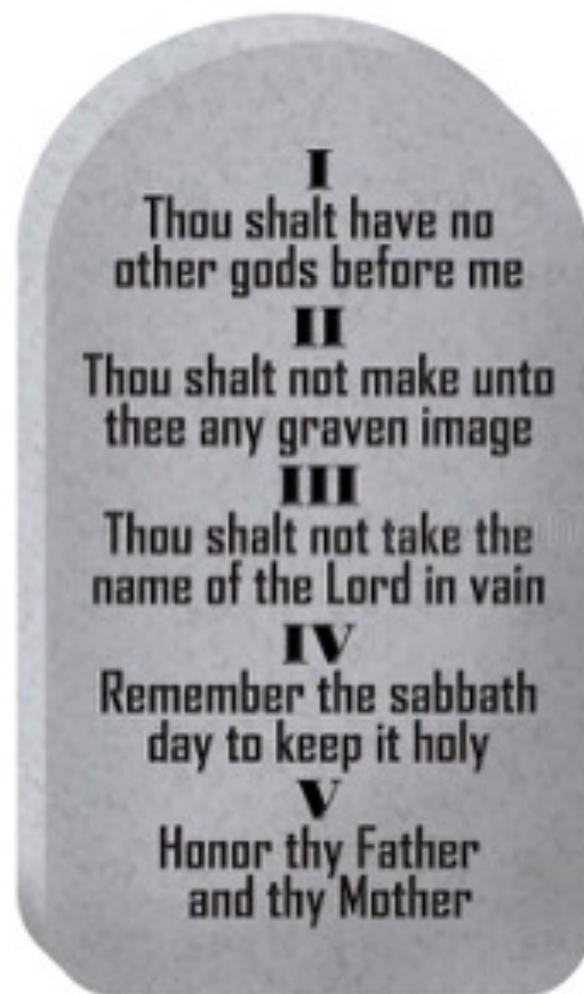 I
Thou shalt have no
other gods before me
II
Thou shalt not make unto
thee any graven image
III
Thou shalt not take the
name of the Lord in vain
IV
Remember the sabbath
day to keep it holy
V
Honor thy Father
and thy Mother